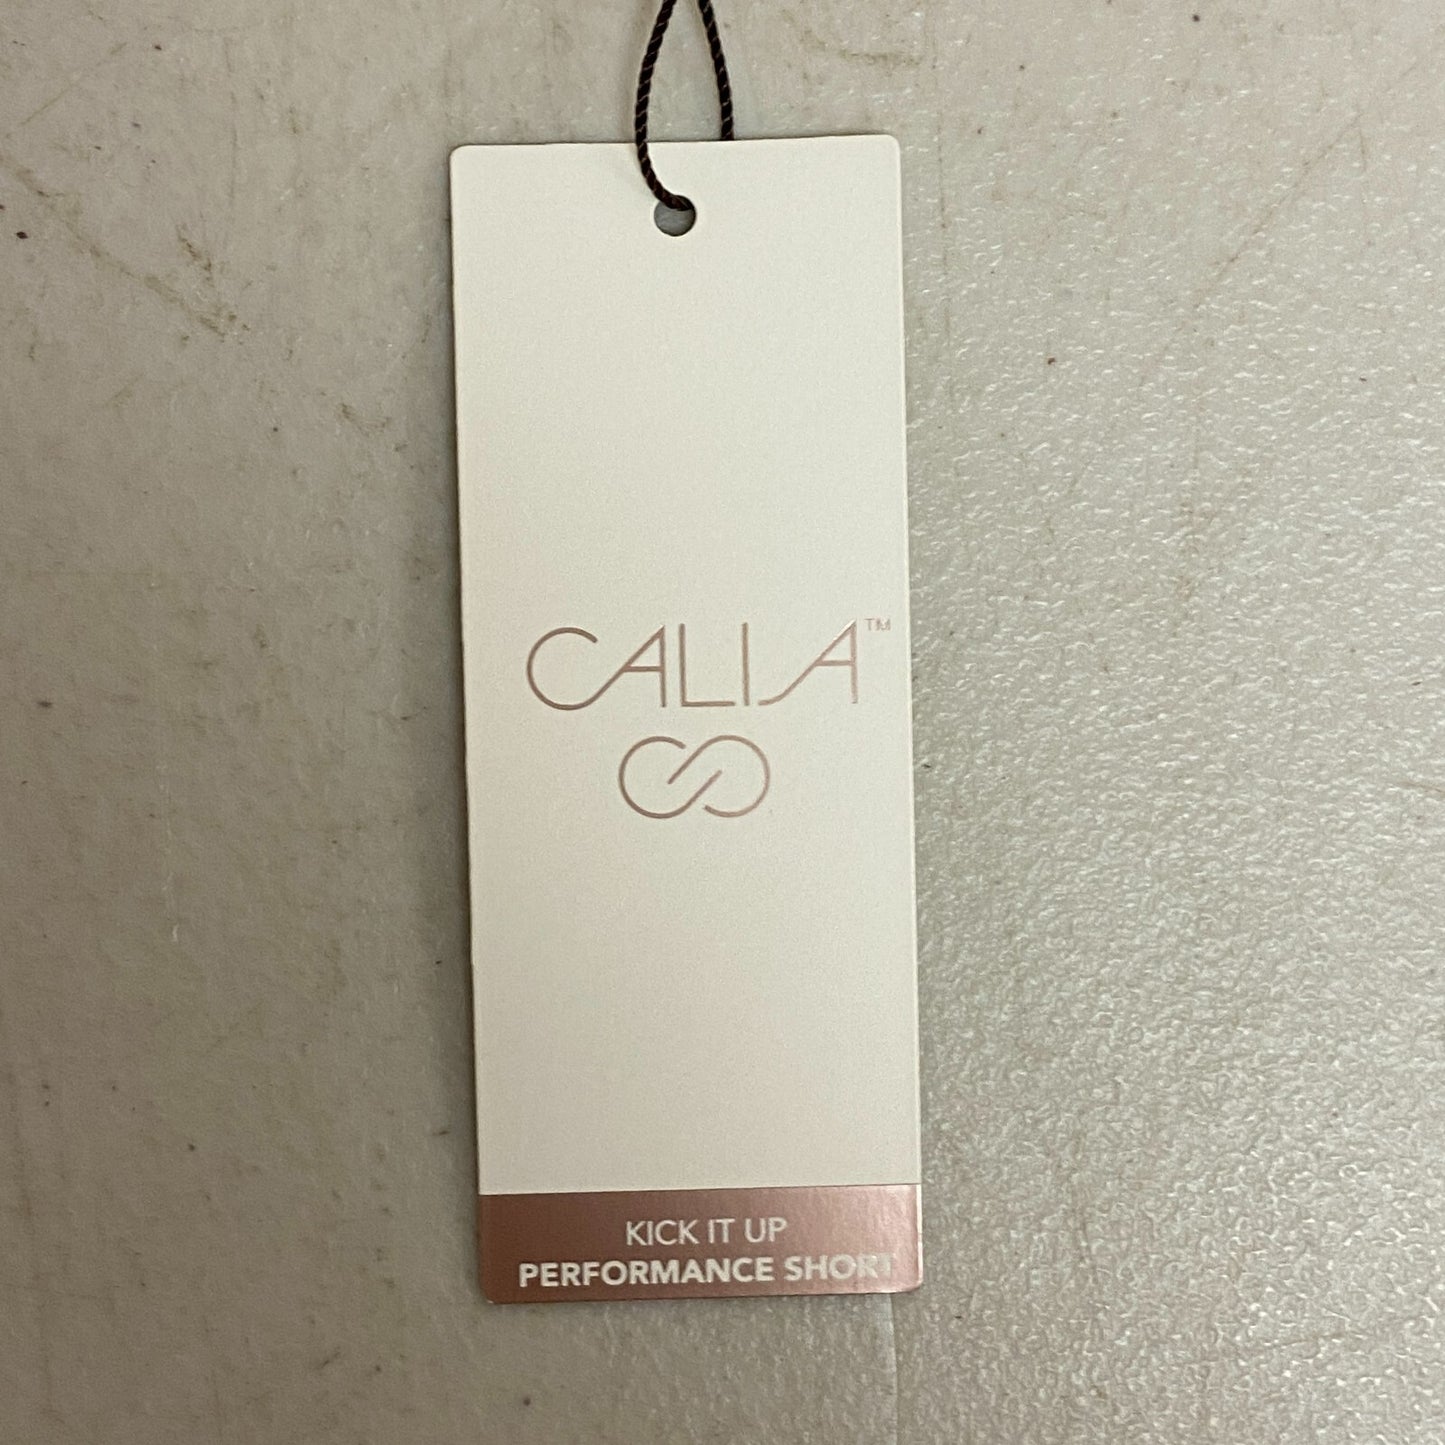 CALIA™
KICK IT UP
PERFORMANCE SHORT